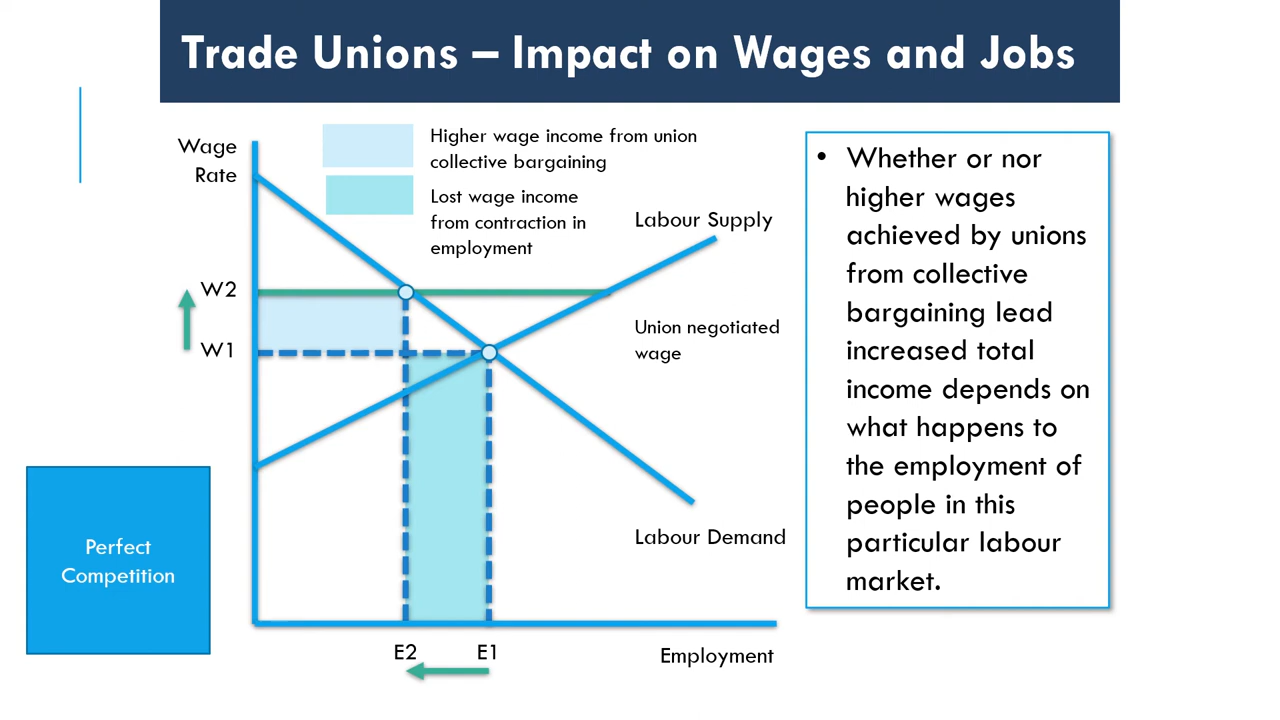 Trade Unions – Impact on Wages and Jobs
Wage
Rate
Higher wage income from union
collective bargaining
Lost wage income
from contraction in
employment
Labour Supply
W2
Union negotiated
wage
W1
Labour Demand
Perfect
Competition
E2
E1
Employment
• Whether or nor
higher wages
achieved by unions
from collective
bargaining lead
increased total
income depends on
what happens to
the employment of
people in this
particular labour
market.